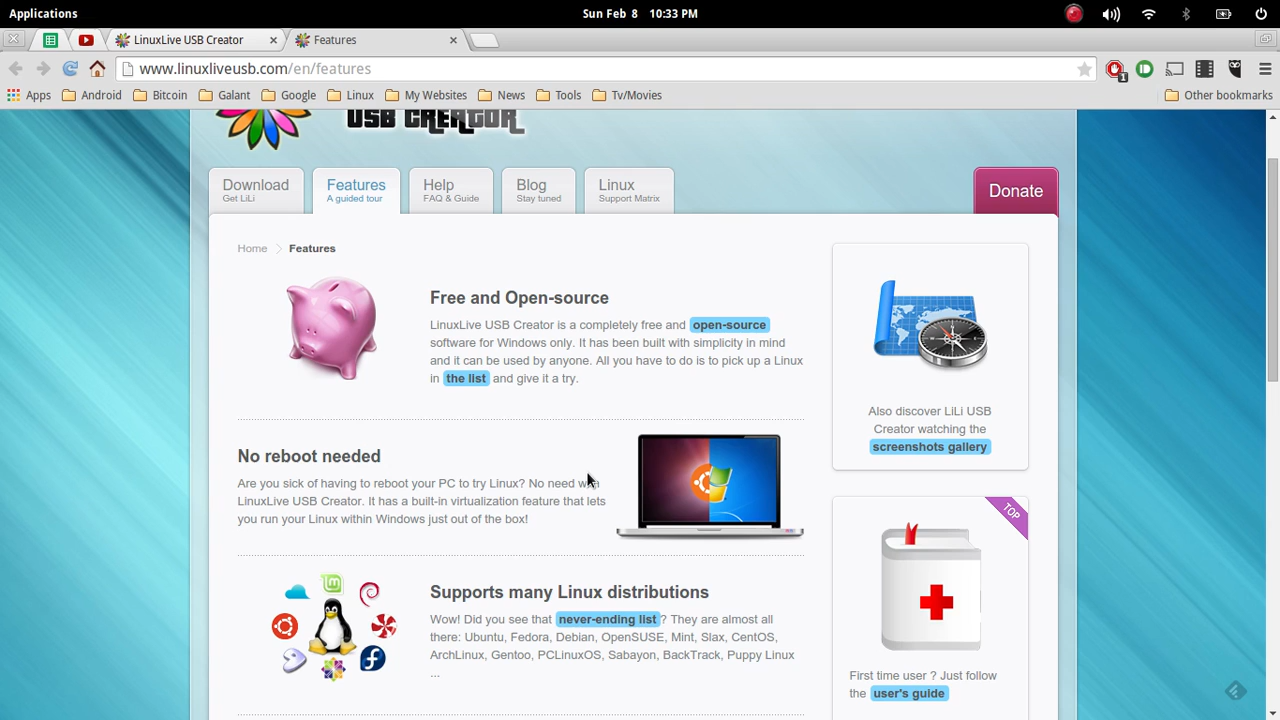 Applications
Sun Feb 8 10:33 PM
LinuxLive USB Creator
Features
www.linuxliveusb.com/en/features
1
Apps
Android
Bitcoin
Galant
Google
Linux
My Websites
News
Tools
Tv/Movies
Other bookmarks
USB CREATOR
Download
Get LiLi
Features
A guided tour
Help
FAQ & Guide
Blog
Stay tuned
Linux
Support Matrix
Donate
Home
Features
Free and Open-source
LinuxLive USB Creator is a completely free and open-source
software for Windows only. It has been built with simplicity in mind
and it can be used by anyone. All you have to do is to pick up a Linux
in the list and give it a try.
No reboot needed
Are you sick of having to reboot your PC to try Linux? No need with
LinuxLive USB Creator. It has a built-in virtualization feature that lets
you run your Linux within Windows just out of the box!
Supports many Linux distributions
Wow! Did you see that never-ending list ? They are almost all
there: Ubuntu, Fedora, Debian, OpenSUSE, Mint, Slax, CentOS,
ArchLinux, Gentoo, PCLinuxOS, Sabayon, BackTrack, Puppy Linux
...
Also discover LiLi USB
Creator watching the
screenshots gallery
TOP
First time user ? Just follow
the user's guide